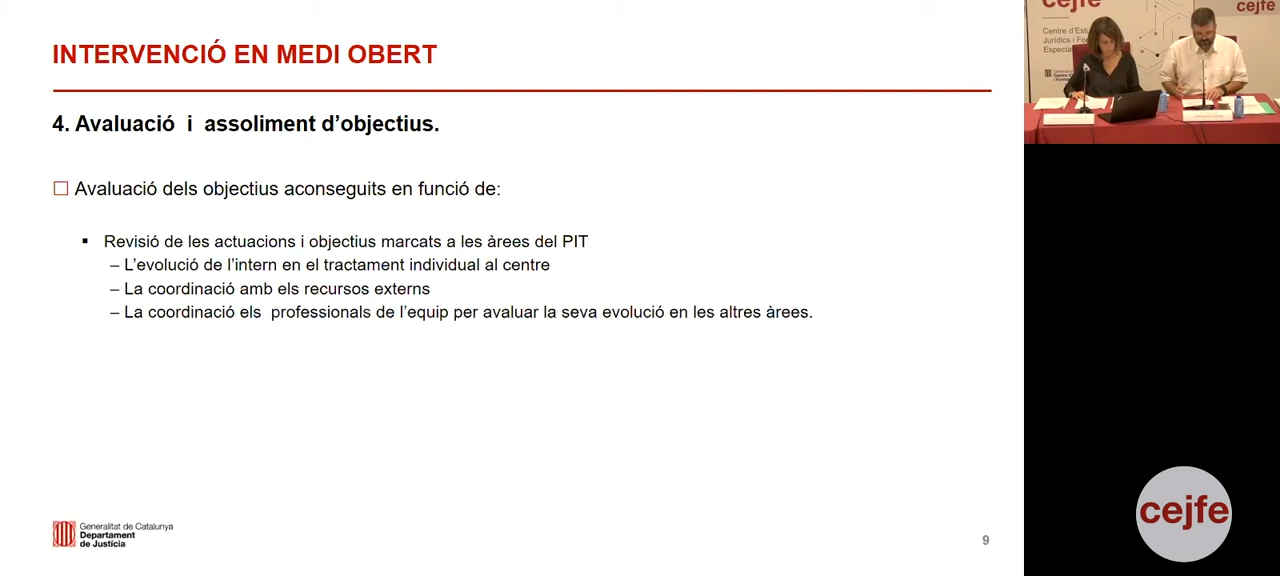 INTERVENCIÓ EN MEDI OBERT
4. Avaluació i assoliment d’objectius.
Avaluació dels objectius aconseguits en funció de:
Revisió de les actuacions i objectius marcats a les àrees del PIT
– L’evolució de l’intern en el tractament individual al centre
– La coordinació amb els recursos externs
– La coordinació els professionals de l’equip per avaluar la seva evolució en les altres àrees.
Generalitat de Catalunya
Departament
de Justícia
9
cejfe
cejfe
Centre d'Estu
Jurídics i For
Especia
cejfe